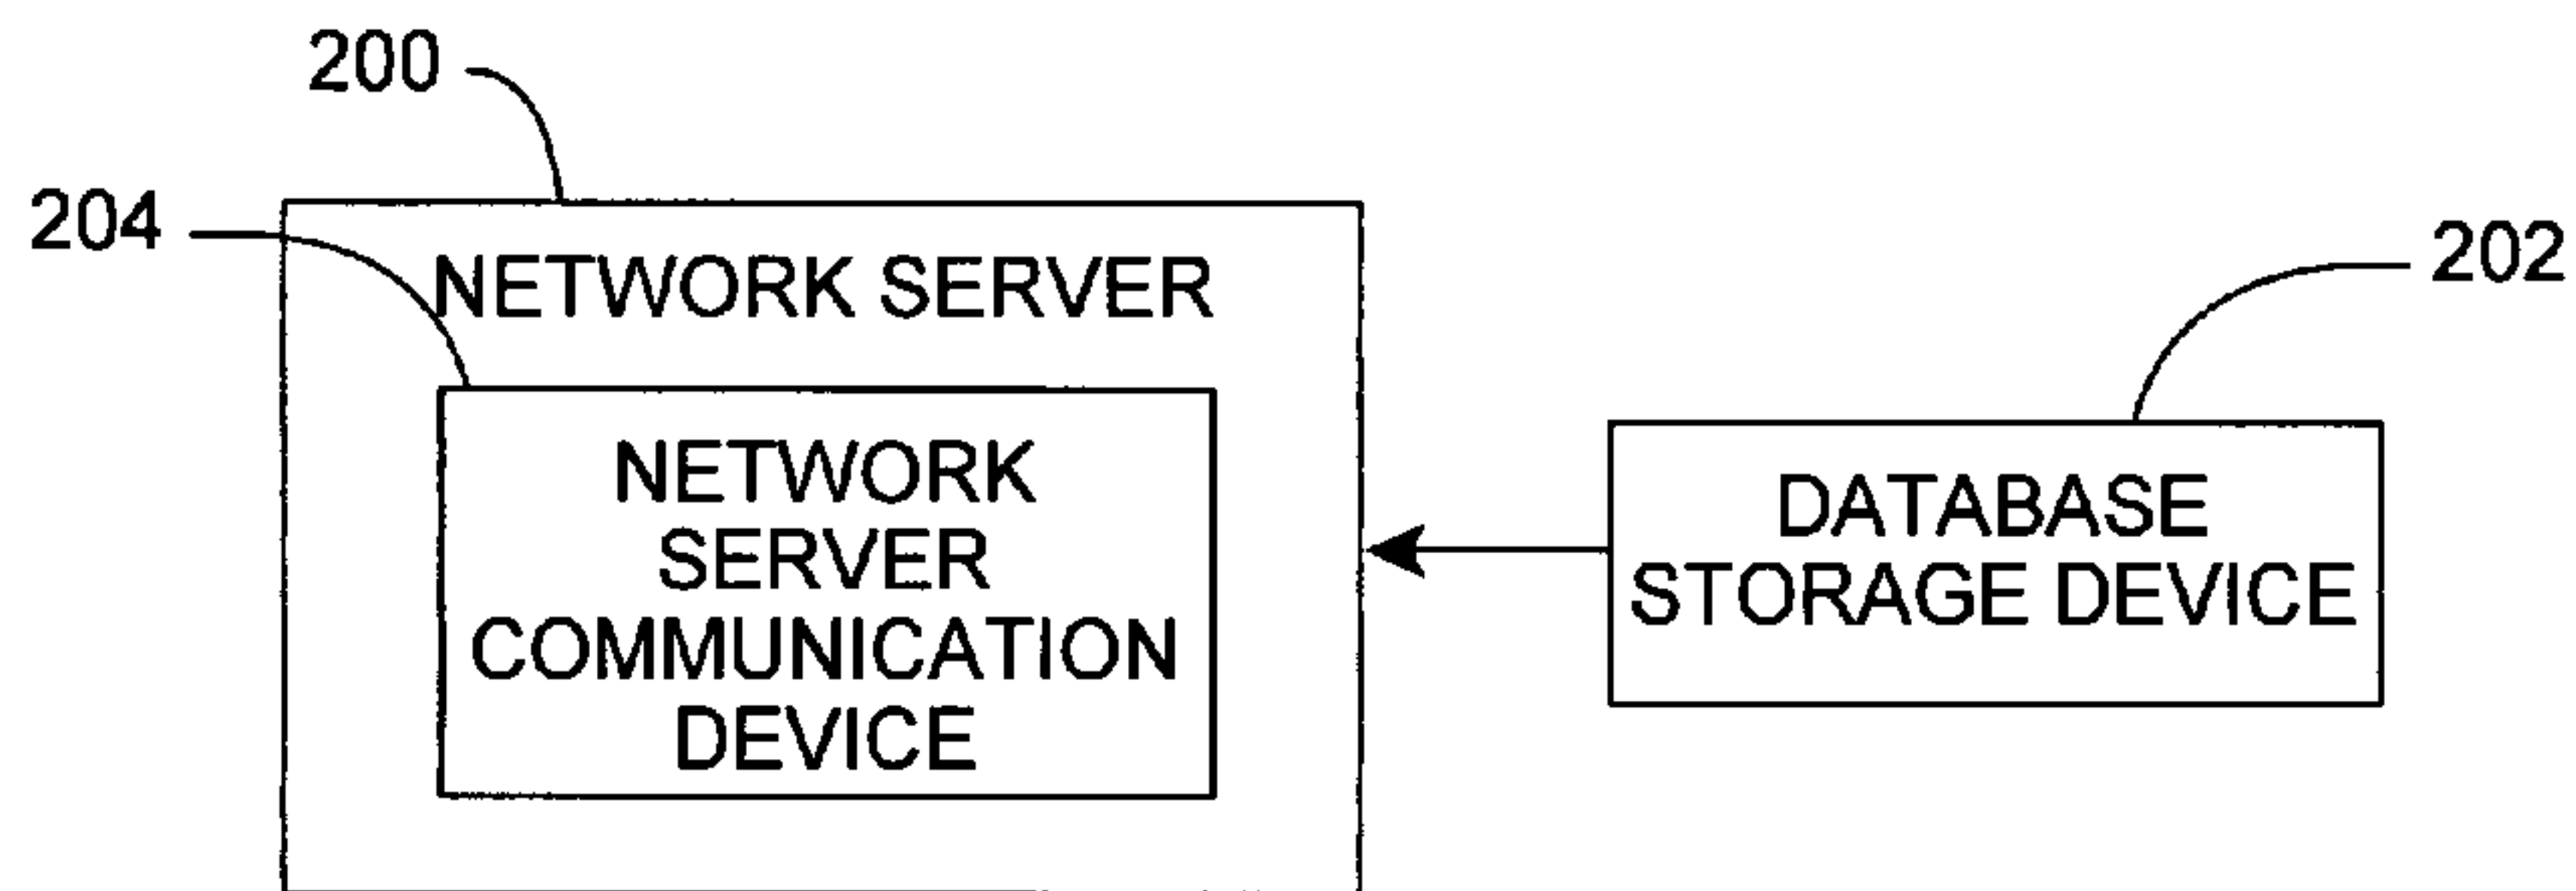 200
204
NETWORK SERVER
202
NETWORK
SERVER
COMMUNICATION
DEVICE
DATABASE
STORAGE DEVICE